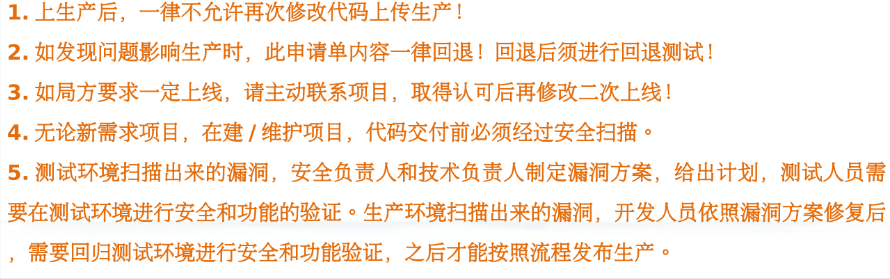 1. 上生产后，一律不允许再次修改代码上传生产！
2. 如发现问题影响生产时，此申请单内容一律回退！回退后须进行回退测试！
3. 如局方要求一定上线，请主动联系项目，取得认可后再修改二次上线！
4. 无论新需求项目，在建 / 维护项目，代码交付前必须经过安全扫描。
5. 测试环境扫描出来的漏洞，安全负责人和技术负责人制定漏洞方案，给出计划，测试人员需
要在测试环境进行安全和功能的验证。生产环境扫描出来的漏洞，开发人员依照漏洞方案修复后
，需要回归测试环境进行安全和功能验证，之后才能按照流程发布生产。